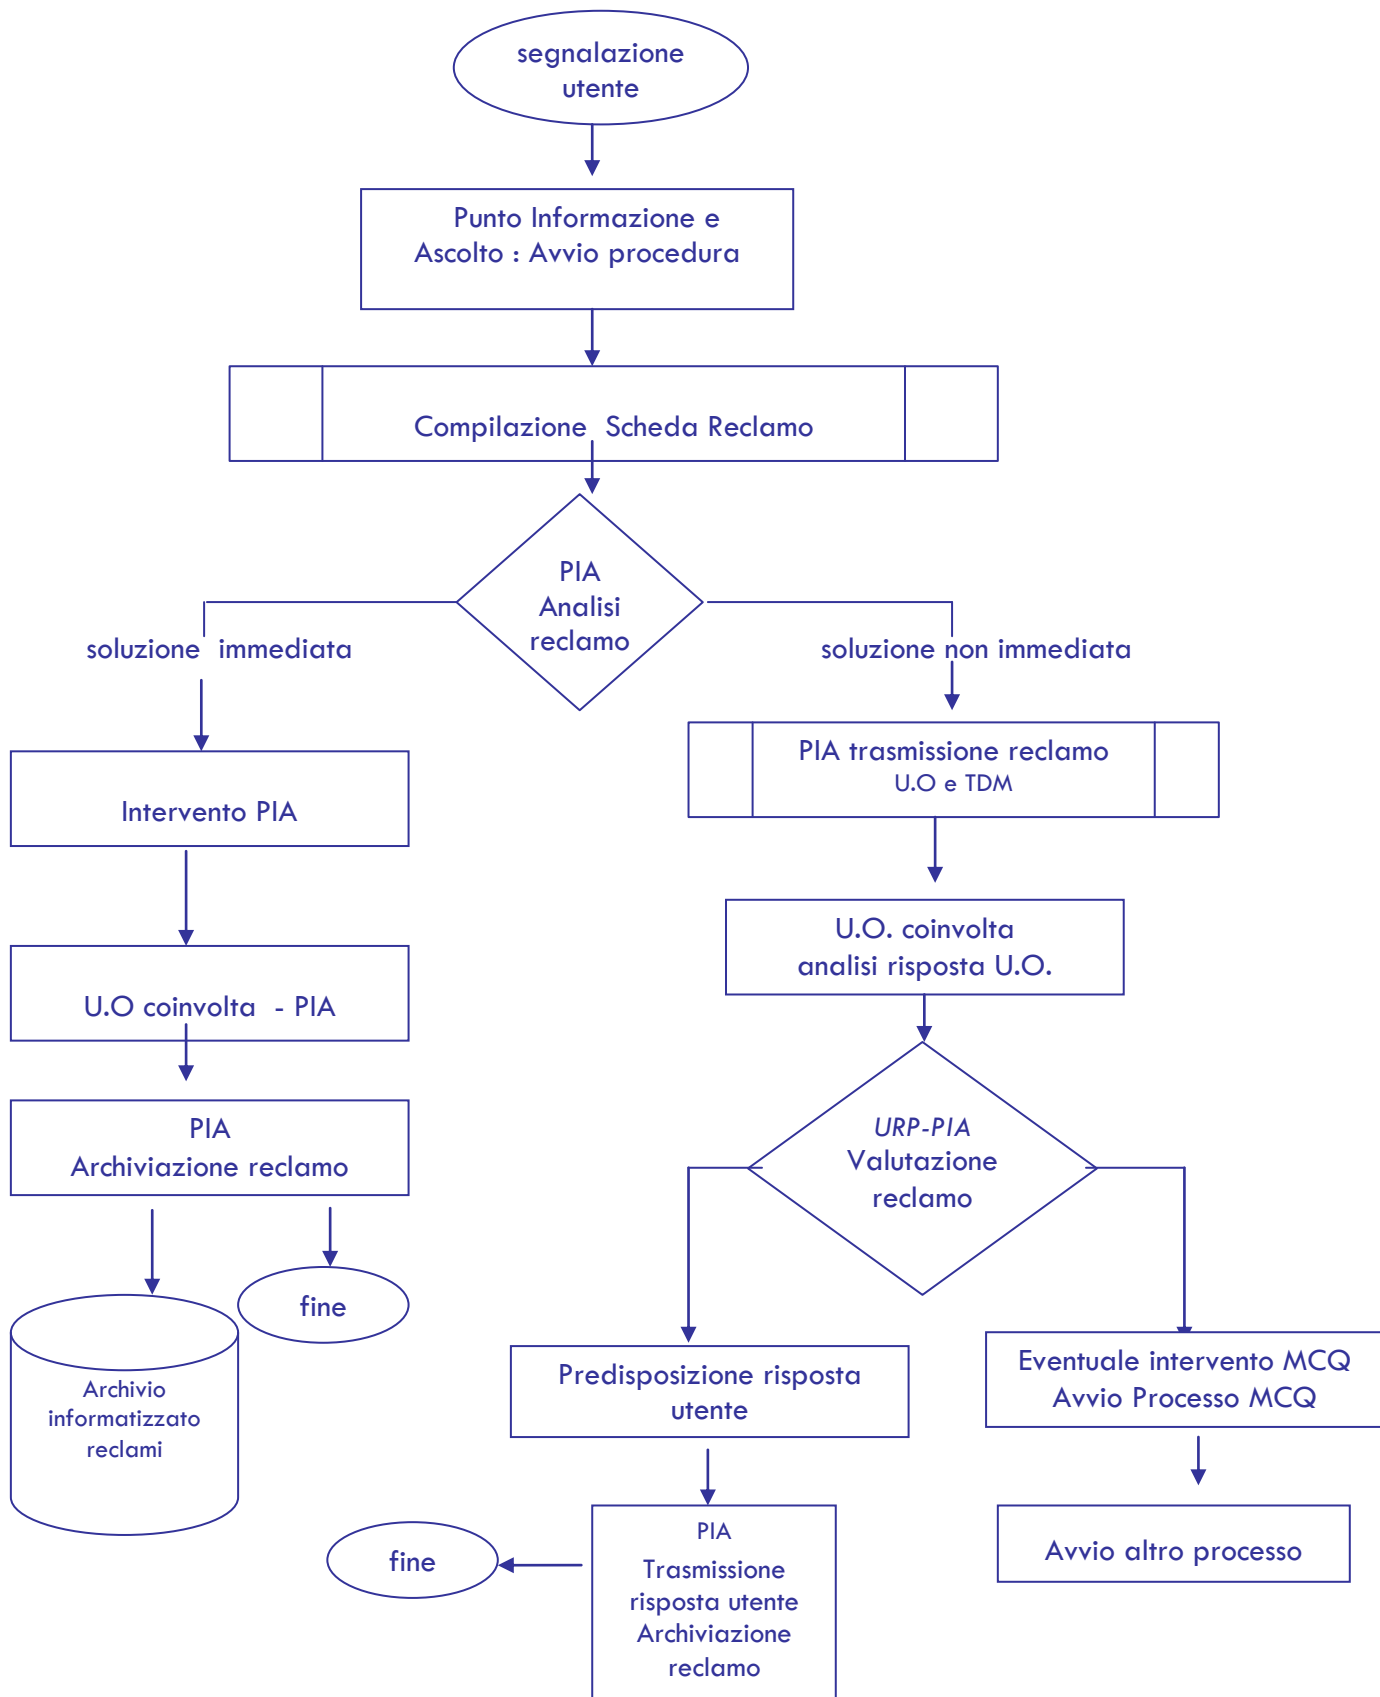 segnalazione
utente
Punto Informazione e
Ascolto : Avvio procedura
Compilazione Scheda Reclamo
PIA
Analisi
reclamo
soluzione immediata
soluzione non immediata
PIA trasmissione reclamo
U.O e TDM
Intervento PIA
U.O. coinvolta
analisi risposta U.O.
U.O coinvolta - PIA
PIA
Archiviazione reclamo
URP-PIA
Valutazione
reclamo
fine
Archivio
informatizzato
reclami
Predisposizione risposta
utente
Eventuale intervento MCQ
Avvio Processo MCQ
fine
PIA
Trasmissione
risposta utente
Archiviazione
reclamo
Avvio altro processo